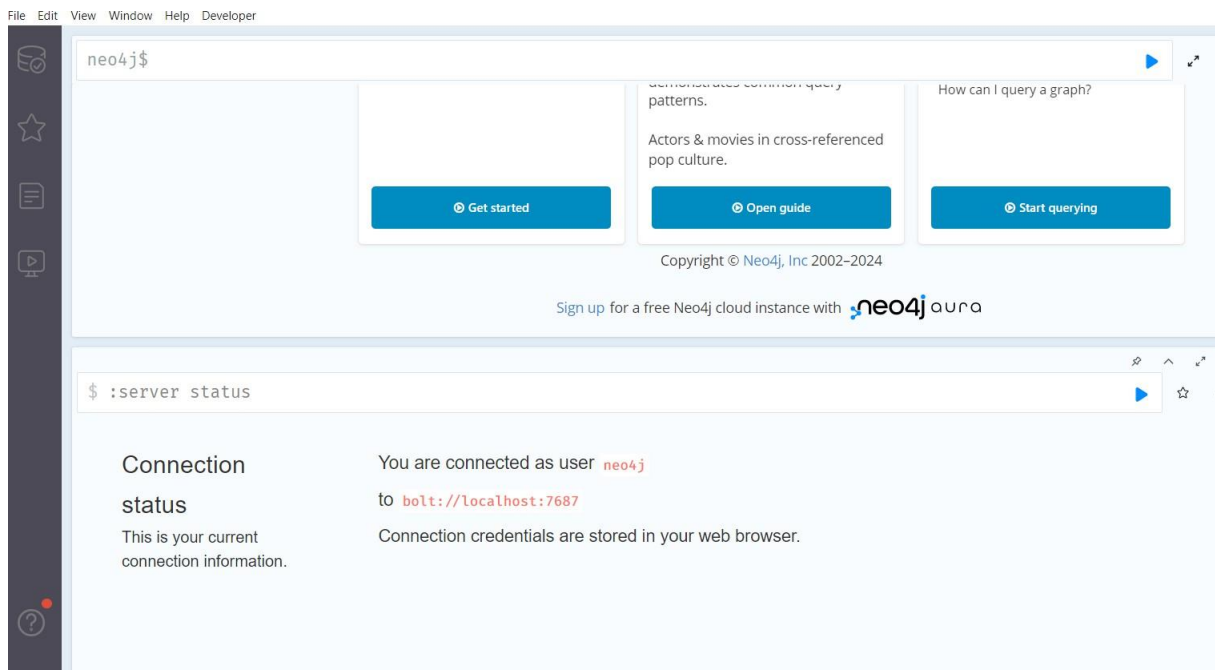 File Edit View Window Help Developer
neo4j$
demonstrates common query
patterns.
Actors & movies in cross-referenced
pop culture.
How can I query a graph?
Get started
Open guide
Start querying
Copyright © Neo4j, Inc 2002–2024
Sign up for a free Neo4j cloud instance with neo4j aura
$ :server status
Connection
status
This is your current
connection information.
You are connected as user neo4j
to bolt://localhost:7687
Connection credentials are stored in your web browser.